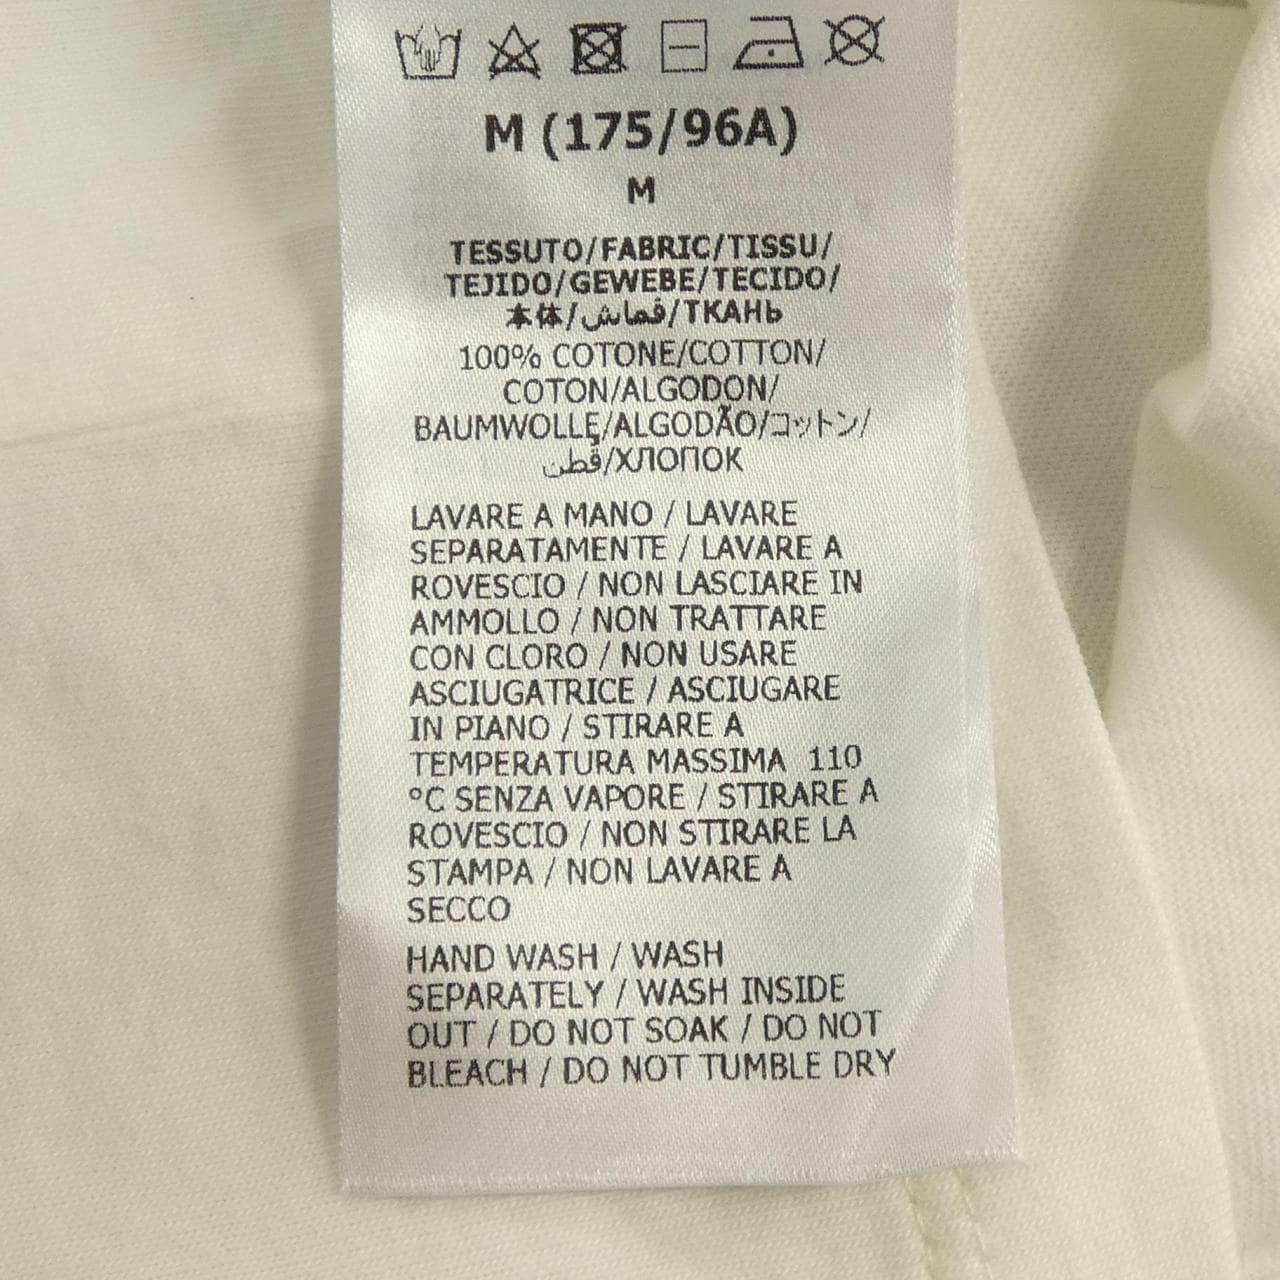 M (175/96A)
M
TESSUTO/FABRIC/TISSU/
TEJIDO/GEWEBE/TECIDO/
本体/قماش/ТКАНЬ
100% COTONE/COTTON/
COTON/ALGODON/
BAUMWOLLE/ALGODÃO/コットン/
قطن/ХЛОПОК
LAVARE A MANO / LAVARE
SEPARATAMENTE / LAVARE A
ROVESCIO / NON LASCIARE IN
AMMOLLO / NON TRATTARE
CON CLORO / NON USARE
ASCIUGATRICE / ASCIUGARE
IN PIANO / STIRARE A
TEMPERATURA MASSIMA 110
°C SENZA VAPORE / STIRARE A
ROVESCIO / NON STIRARE LA
STAMPA / NON LAVARE A
SECCO
HAND WASH / WASH
SEPARATELY / WASH INSIDE
OUT / DO NOT SOAK / DO NOT
BLEACH / DO NOT TUMBLE DRY